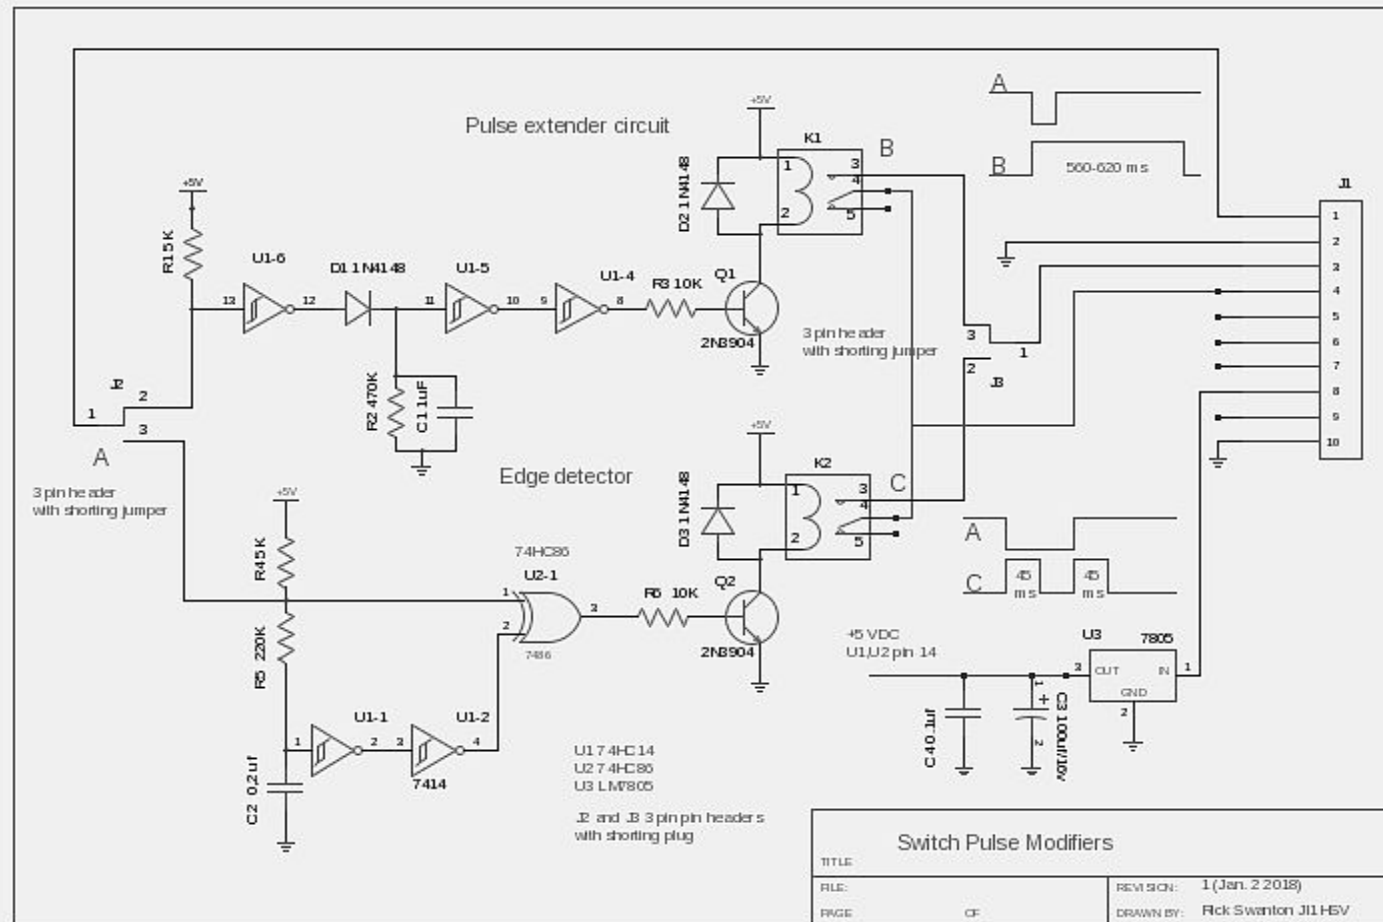 Pulse extender circuit
+5V
K1
B
A
B
560-620 ms
J1
1
2
3
4
5
6
7
8
9
10
D2 1N4148
1
2
3
4
5
+5V
R1 5K
U1-6
13
12
D1 1N4148
11
U1-5
10
9
U1-4
8
R3 10K
Q1
2N3904
3 pin header
with shorting jumper
3
1
2
J3
R2 470K
C1 1uF
J2
1
2
3
A
3 pin header
with shorting jumper
Edge detector
+5V
K2
C
D3 1N4148
1
2
3
4
5
A
C
45
ms
45
ms
+5V
R4 5K
R5 220K
74HC86
U2-1
1
2
3
7486
R6 10K
Q2
2N3904
+5 VDC
U1,U2 pin 14
U3
7805
3
OUT
IN
1
GND
2
C4 0.1uf
1
+
2
C3 100uf/16v
U1-1
1
2
U1-2
3
4
7414
C2 0.2uf
U1 74HC14
U2 74HC86
U3 LM7805
J2 and J3 3 pin pin headers
with shorting plug
Switch Pulse Modifiers
TITLE
FILE:
REVISION:
1 (Jan. 2 2018)
PAGE
OF
DRAWN BY:
Rick Swanton JI1HSV